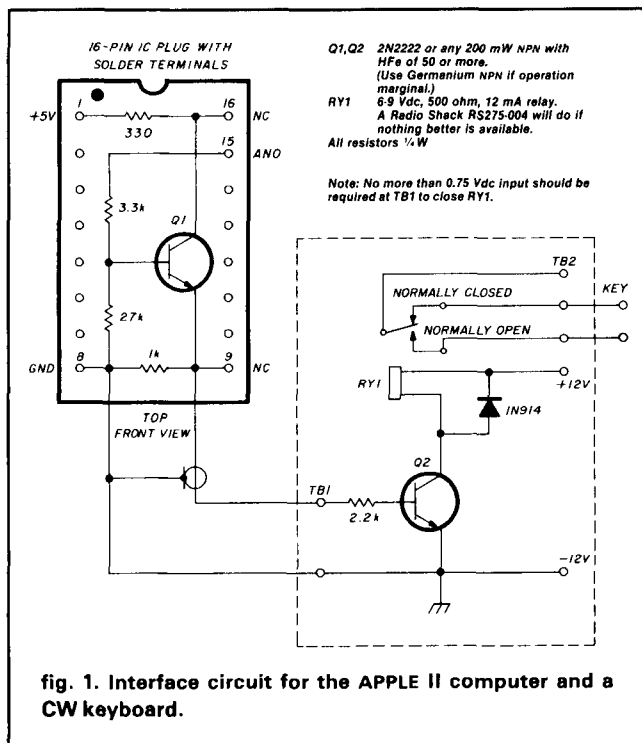 16-PIN IC PLUG WITH
SOLDER TERMINALS
Q1,Q2 2N2222 or any 200 mW NPN with
HFe of 50 or more.
(Use Germanium NPN if operation
marginal.)
RY1 6-9 Vdc, 500 ohm, 12 mA relay.
A Radio Shack RS275-004 will do if
nothing better is available.
All resistors ¼ W
Note: No more than 0.75 Vdc input should be
required at TB1 to close RY1.
+5V
1
16
NC
330
15
ANO
3.3k
Q1
27k
1k
GND
8
9
NC
TOP
FRONT VIEW
TB2
KEY
NORMALLY CLOSED
NORMALLY OPEN
RY1
+12V
1N914
Q2
TB1
2.2k
-12V
fig. 1. Interface circuit for the APPLE II computer and a
CW keyboard.